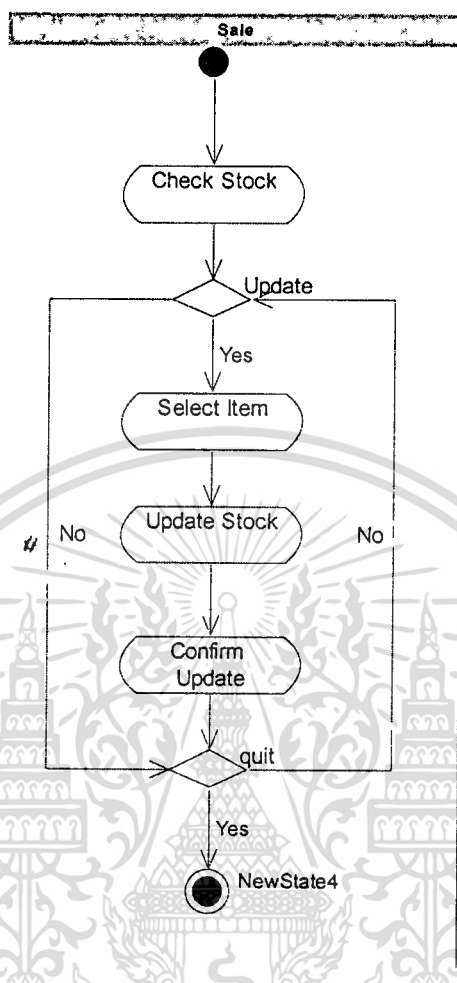 Sale
Check Stock
Update
Yes
Select Item
Update Stock
No
No
Confirm
Update
quit
Yes
NewState4